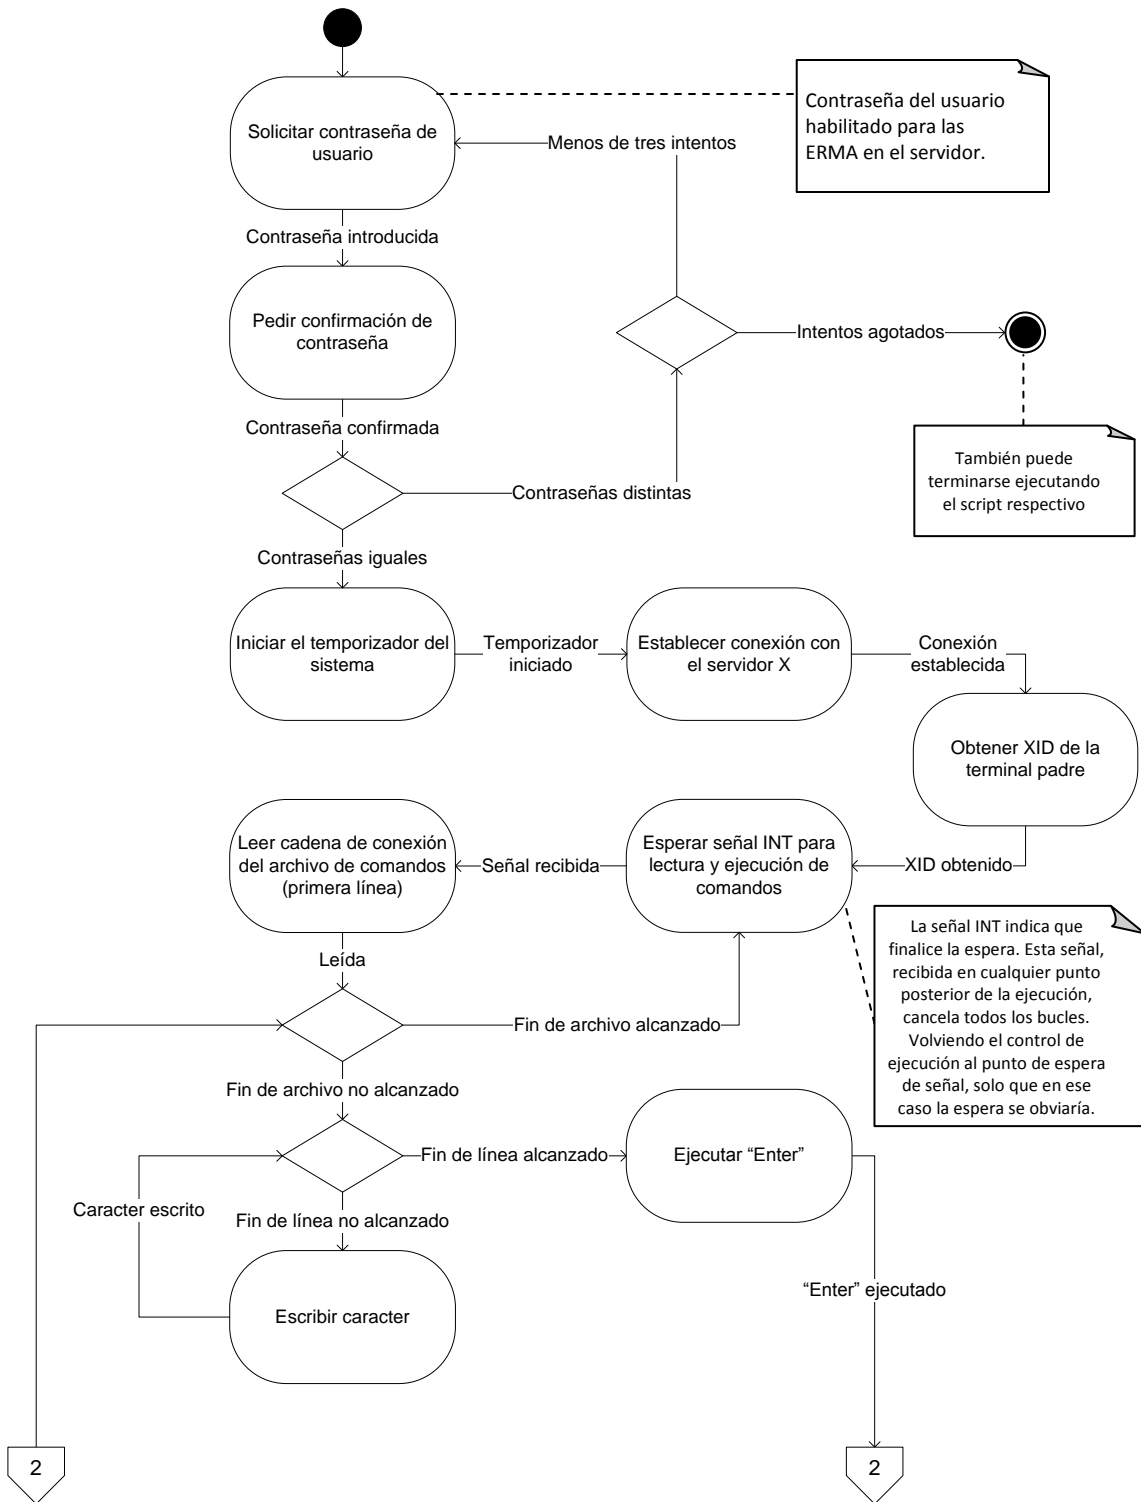 Solicitar contraseña de
usuario
Menos de tres intentos
Contraseña del usuario
habilitado para las
ERMA en el servidor.
Contraseña introducida
Pedir confirmación de
contraseña
Intentos agotados
Contraseña confirmada
También puede
terminarse ejecutando
el script respectivo
Contraseñas distintas
Contraseñas iguales
Iniciar el temporizador del
sistema
Temporizador
iniciado
Establecer conexión con
el servidor X
Conexión
establecida
Obtener XID de la
terminal padre
Leer cadena de conexión
del archivo de comandos
(primera línea)
Señal recibida
Esperar señal INT para
lectura y ejecución de
comandos
XID obtenido
La señal INT indica que
finalice la espera. Esta señal,
recibida en cualquier punto
posterior de la ejecución,
cancela todos los bucles.
Volviendo el control de
ejecución al punto de espera
de señal, solo que en ese
caso la espera se obviaría.
Leída
Fin de archivo alcanzado
Fin de archivo no alcanzado
Fin de línea alcanzado
Ejecutar “Enter”
Caracter escrito
Fin de línea no alcanzado
Escribir caracter
“Enter” ejecutado
2
2